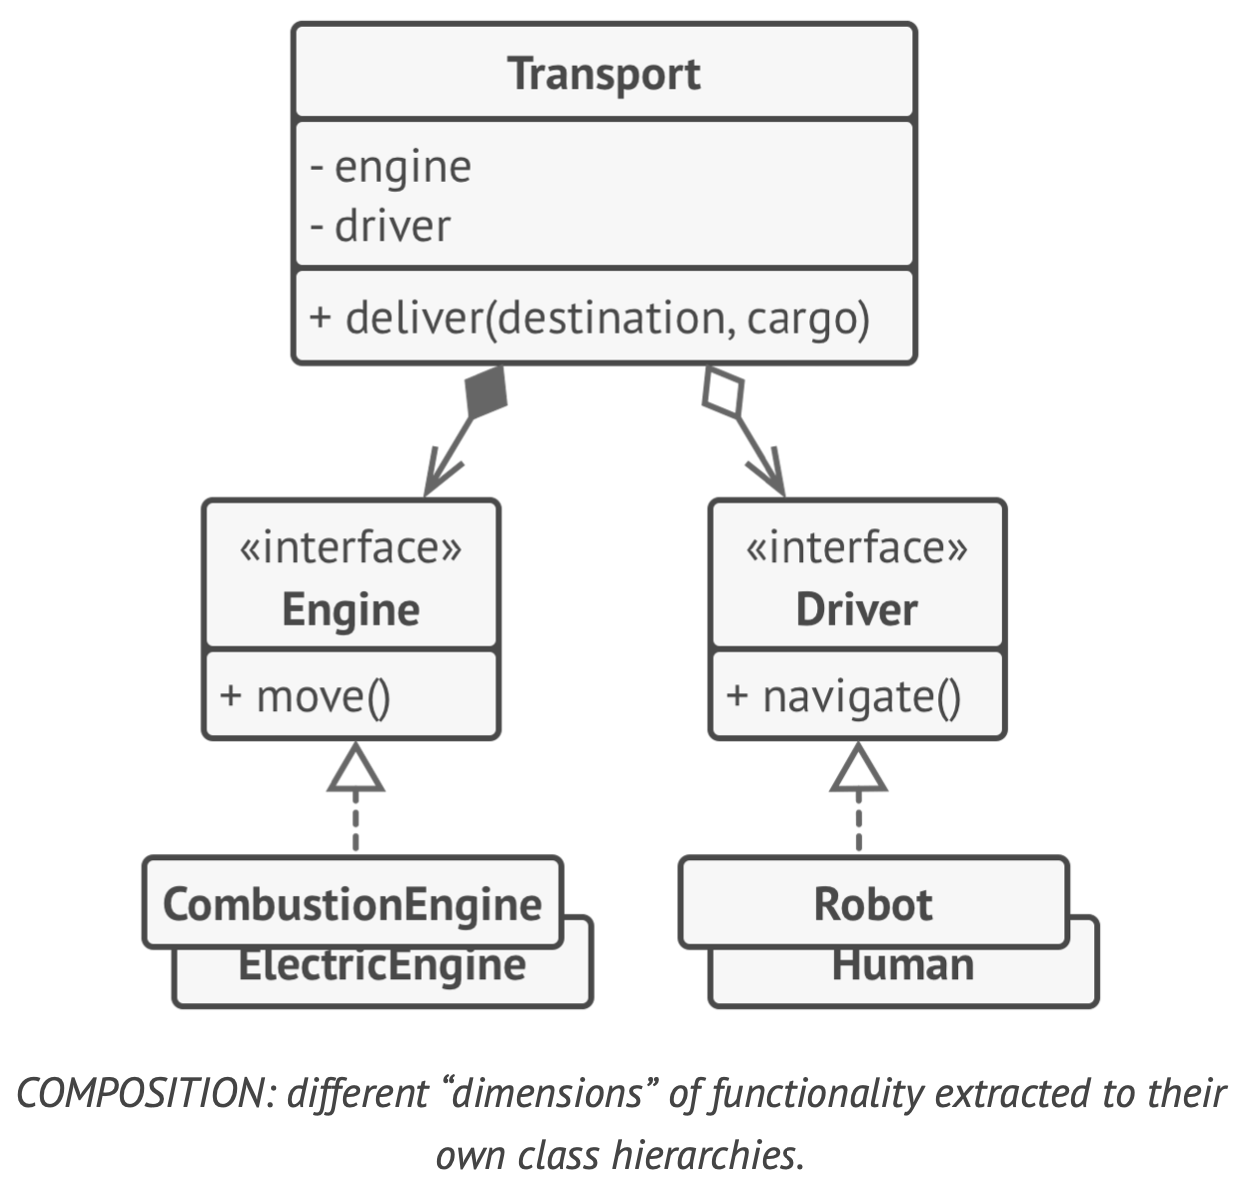 Transport
- engine
- driver
+ deliver(destination, cargo)
«interface»
Engine
+ move()
«interface»
Driver
+ navigate()
CombustionEngine
ElectricEngine
Robot
Human
COMPOSITION: different “dimensions” of functionality extracted to their
own class hierarchies.